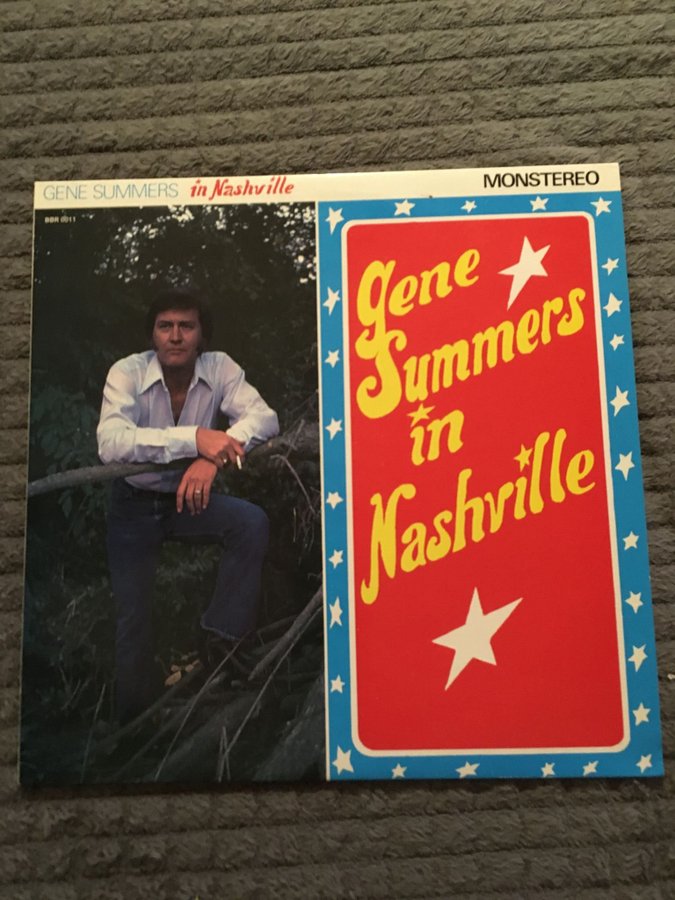 GENE SUMMERS in Nashville
MONSTEREO
BBR 0011
gene
Summers
in
Nashville